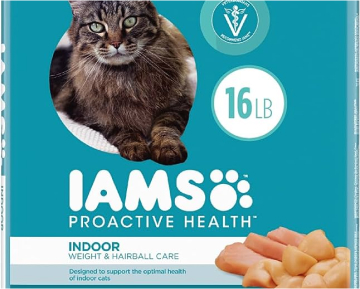 16 LB
IAMS
PROACTIVE HEALTH™
INDOOR
WEIGHT & HAIRBALL CARE
Designed to support the optimal health
of indoor cats